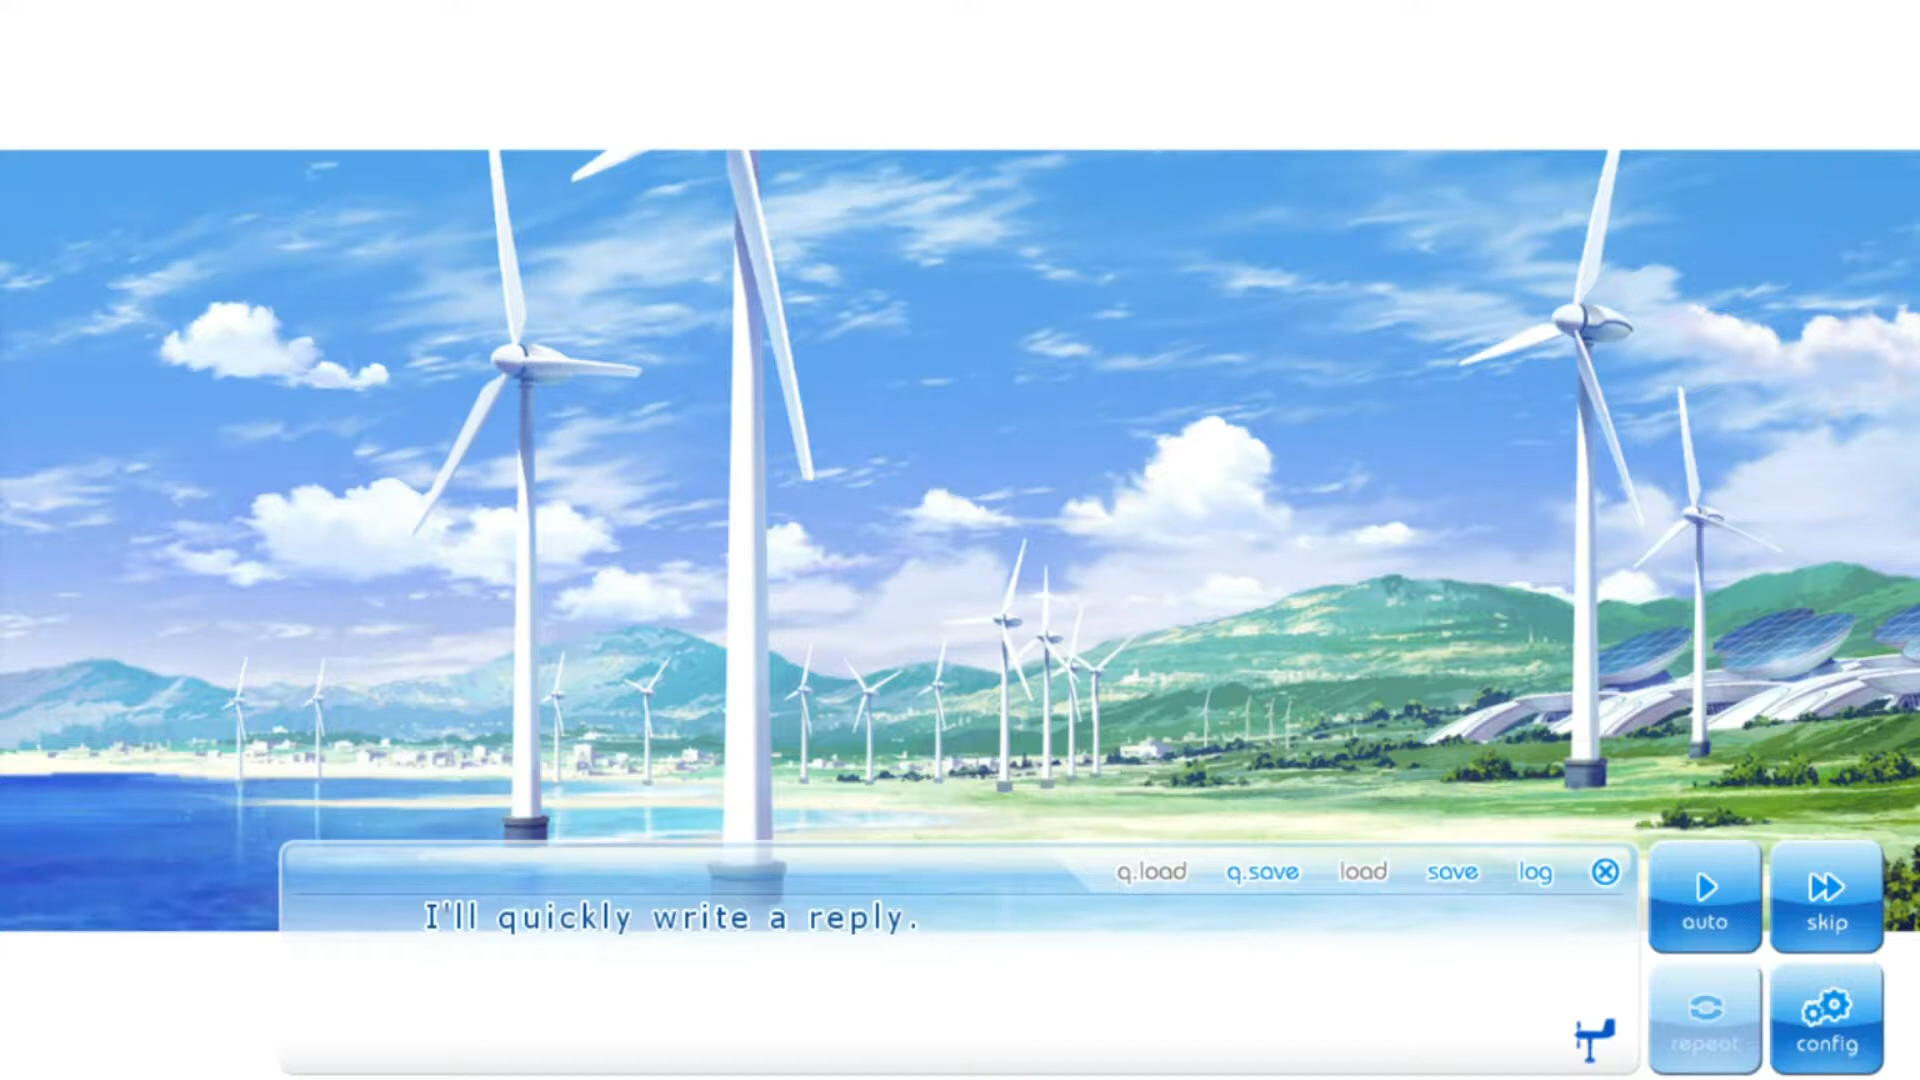 q.load q.save load save log
I'll quickly write a reply.
auto skip
repeat config